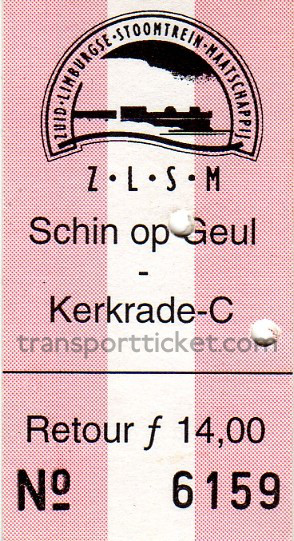 ZUID·LIMBURGSE·STOOMTREIN·MAATSCHAPPIJ
Z·L·S·M
Schin op Geul
-
Kerkrade-C
transportticket.com
Retour ƒ 14,00
Nº 6159